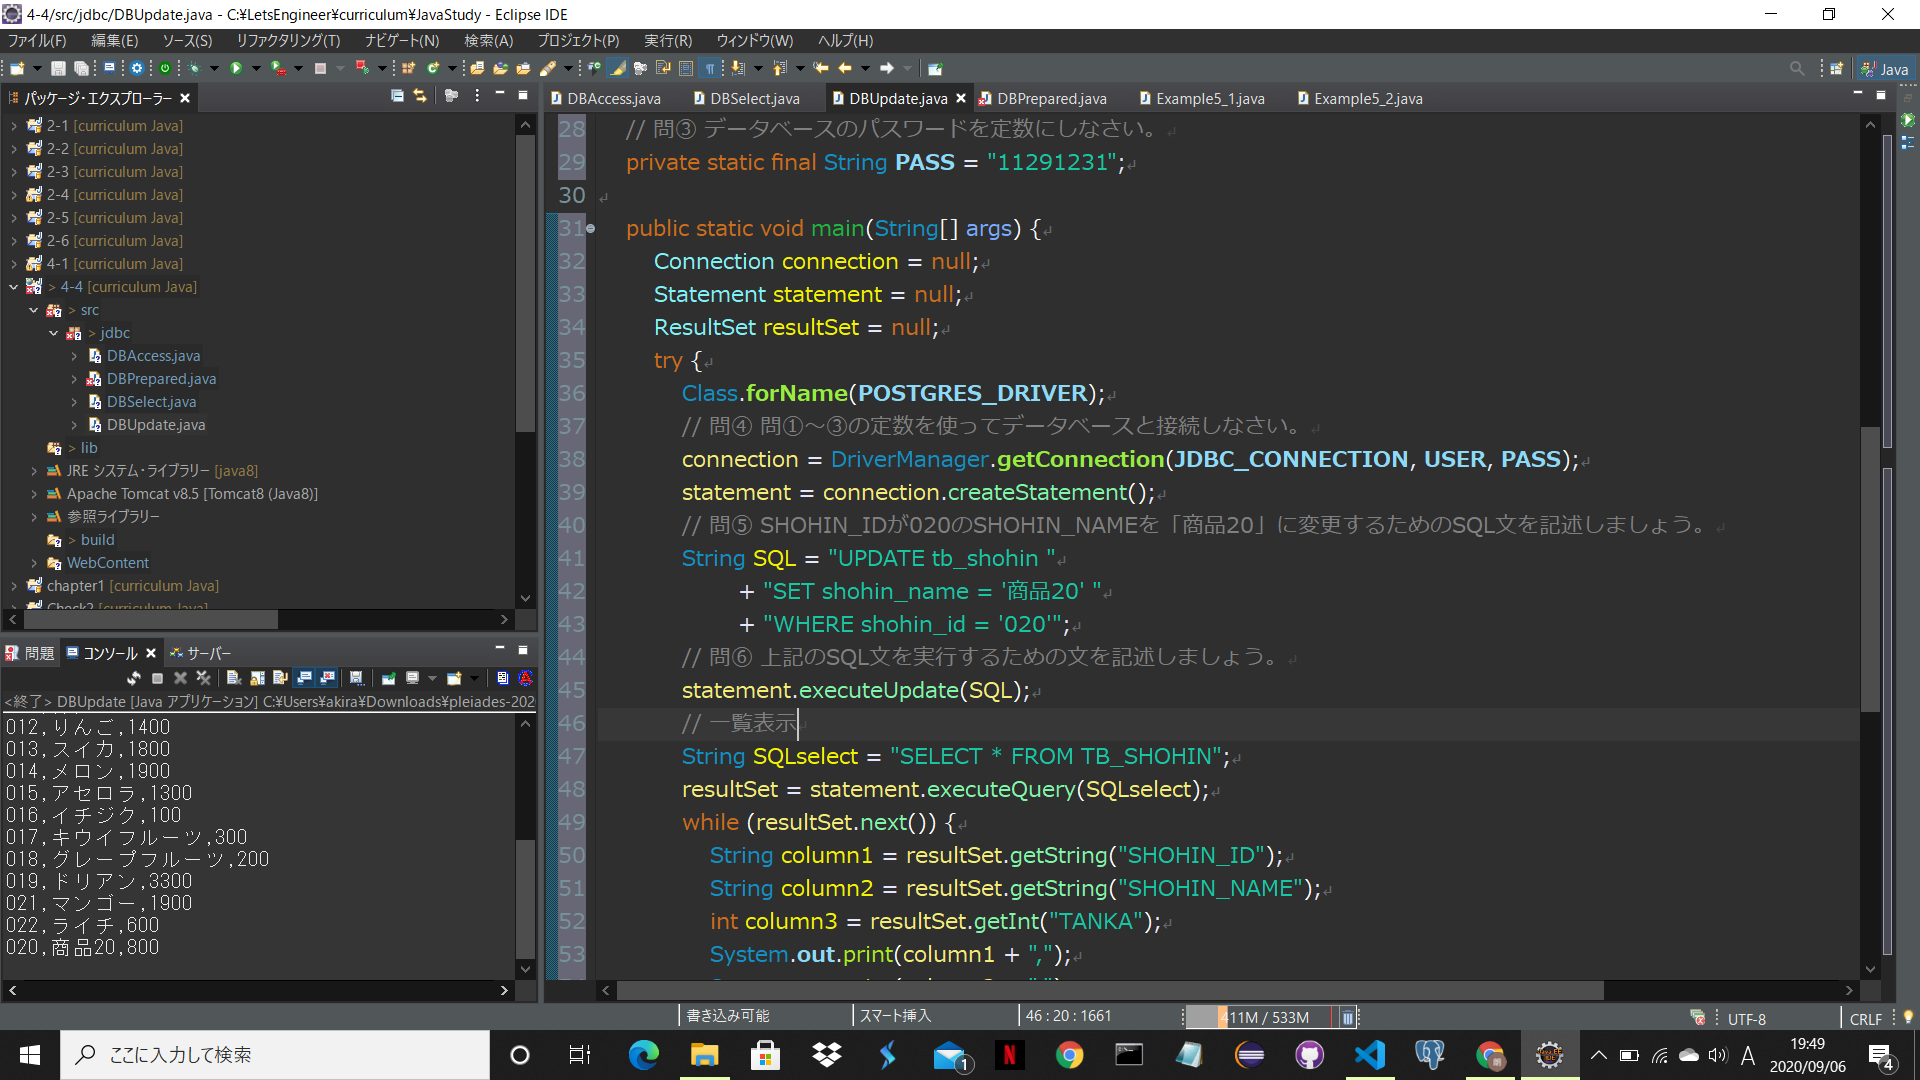 4-4/src/jdbc/DBUpdate.java - C:¥LetsEngineer¥curriculum¥JavaStudy - Eclipse IDE
ファイル(F) 編集(E) ソース(S) リファクタリング(T) ナビゲート(N) 検索(A) プロジェクト(P) 実行(R) ウィンドウ(W) ヘルプ(H)
Java
パッケージ・エクスプローラー
2-1 [curriculum Java]
2-2 [curriculum Java]
2-3 [curriculum Java]
2-4 [curriculum Java]
2-5 [curriculum Java]
2-6 [curriculum Java]
4-1 [curriculum Java]
> 4-4 [curriculum Java]
> src
> jdbc
DBAccess.java
DBPrepared.java
DBSelect.java
DBUpdate.java
> lib
JRE システム・ライブラリー [java8]
Apache Tomcat v8.5 [Tomcat8 (Java8)]
参照ライブラリー
> build
WebContent
chapter1 [curriculum Java]
Check2 [curriculum Java]
問題 コンソール サーバー
<終了> DBUpdate [Java アプリケーション] C:¥Users¥akira¥Downloads¥pleiades-202
012,りんご,1400
013,スイカ,1800
014,メロン,1900
015,アセロラ,1300
016,イチジク,100
017,キウイフルーツ,300
018,グレープフルーツ,200
019,ドリアン,3300
021,マンゴー,1900
022,ライチ,600
020,商品20,800
DBAccess.java DBSelect.java DBUpdate.java DBPrepared.java Example5_1.java Example5_2.java
28 // 問③ データベースのパスワードを定数にしなさい。
29 private static final String PASS = "11291231";
30
31 public static void main(String[] args) {
32 Connection connection = null;
33 Statement statement = null;
34 ResultSet resultSet = null;
35 try {
36 Class.forName(POSTGRES_DRIVER);
37 // 問④ 問①～③の定数を使ってデータベースと接続しなさい。
38 connection = DriverManager.getConnection(JDBC_CONNECTION, USER, PASS);
39 statement = connection.createStatement();
40 // 問⑤ SHOHIN_IDが020のSHOHIN_NAMEを「商品20」に変更するためのSQL文を記述しましょう。
41 String SQL = "UPDATE tb_shohin "
42 + "SET shohin_name = '商品20' "
43 + "WHERE shohin_id = '020'";
44 // 問⑥ 上記のSQL文を実行するための文を記述しましょう。
45 statement.executeUpdate(SQL);
46 // 一覧表示
47 String SQLselect = "SELECT * FROM TB_SHOHIN";
48 resultSet = statement.executeQuery(SQLselect);
49 while (resultSet.next()) {
50 String column1 = resultSet.getString("SHOHIN_ID");
51 String column2 = resultSet.getString("SHOHIN_NAME");
52 int column3 = resultSet.getInt("TANKA");
53 System.out.print(column1 + ",");
書き込み可能 スマート挿入 46 : 20 : 1661 411M / 533M UTF-8 CRLF
ここに入力して検索
1
N
A
19:49
2020/09/06
4